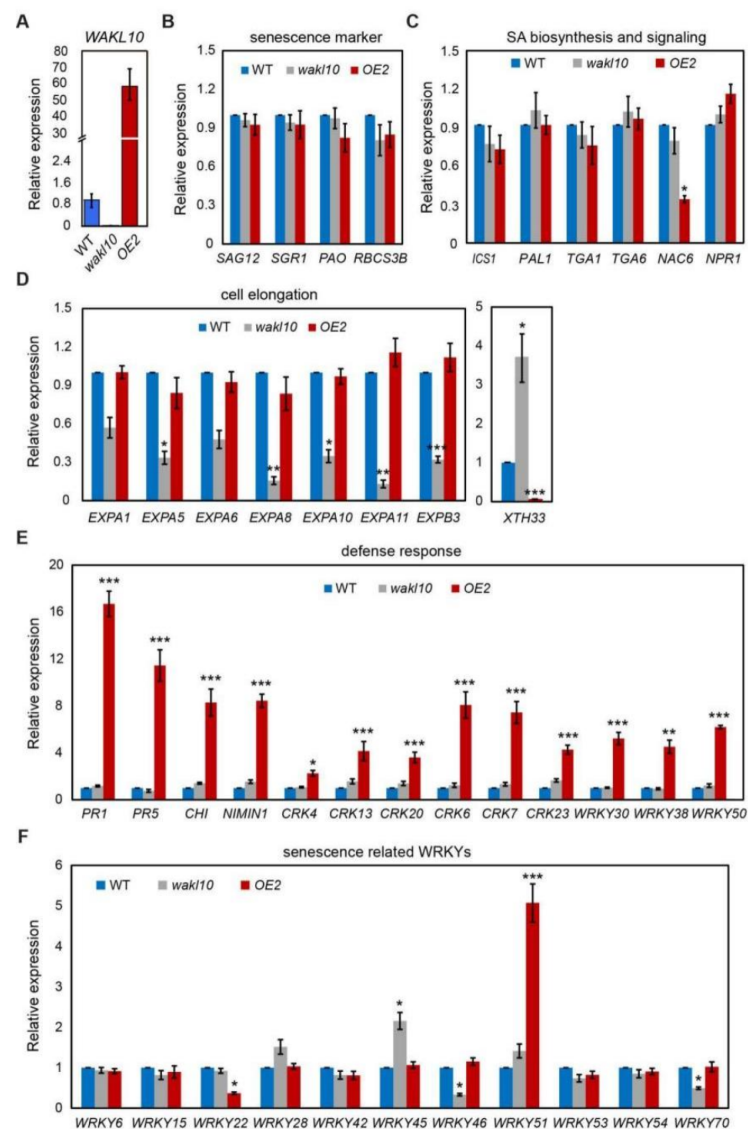 A
WAKL10
Relative expression
80
70
60
50
40
30
2.4
1.6
0.8
0
WT
wakl10
OE2
B
senescence marker
WT wakl10 OE2
Relative expression
1.5
1.2
0.9
0.6
0.3
0
SAG12 SGR1 PAO RBCS3B
C
SA biosynthesis and signaling
WT wakl10 OE2
Relative expression
1.5
1.2
0.9
0.6
0.3
0
*
ICS1 PAL1 TGA1 TGA6 NAC6 NPR1
D
cell elongation
WT wakl10 OE2
Relative expression
1.5
1.2
0.9
0.6
0.3
0
* ** * ** ***
EXPA1 EXPA5 EXPA6 EXPA8 EXPA10 EXPA11 EXPB3
5
4
3
2
1
0
*
***
XTH33
E
defense response
WT wakl10 OE2
Relative expression
20
16
12
8
4
0
*** *** *** *** * *** *** *** *** *** *** ** ***
PR1 PR5 CHI NIMIN1 CRK4 CRK13 CRK20 CRK6 CRK7 CRK23 WRKY30 WRKY38 WRKY50
F
senescence related WRKYs
WT wakl10 OE2
Relative expression
6
5
4
3
2
1
0
* * * *** *
WRKY6 WRKY15 WRKY22 WRKY28 WRKY42 WRKY45 WRKY46 WRKY51 WRKY53 WRKY54 WRKY70